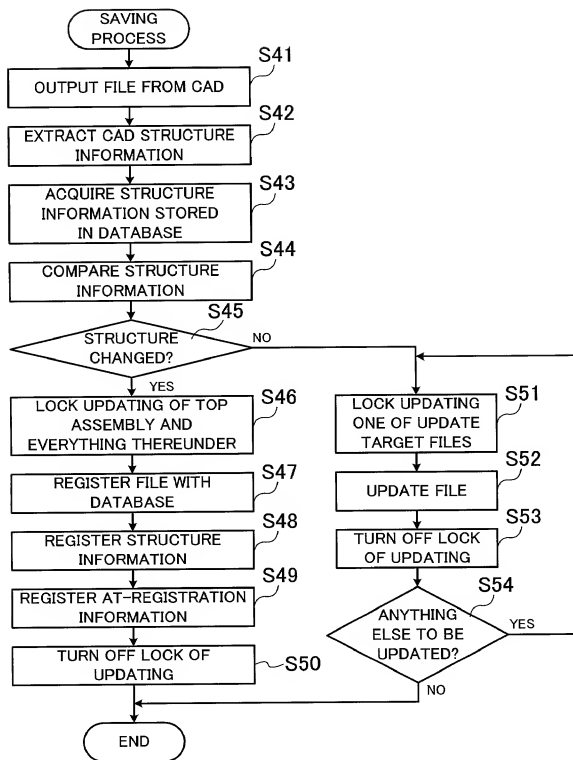 SAVING
PROCESS
S41
OUTPUT FILE FROM CAD
S42
EXTRACT CAD STRUCTURE
INFORMATION
S43
ACQUIRE STRUCTURE
INFORMATION STORED
IN DATABASE
S44
COMPARE STRUCTURE
INFORMATION
S45
STRUCTURE
CHANGED?
NO
YES
S46
LOCK UPDATING OF TOP
ASSEMBLY AND
EVERYTHING THEREUNDER
S47
REGISTER FILE WITH
DATABASE
S48
REGISTER STRUCTURE
INFORMATION
S49
REGISTER AT-REGISTRATION
INFORMATION
S50
TURN OFF LOCK OF
UPDATING
S51
LOCK UPDATING
ONE OF UPDATE
TARGET FILES
S52
UPDATE FILE
S53
TURN OFF LOCK
OF UPDATING
S54
ANYTHING
ELSE TO BE
UPDATED?
YES
NO
END